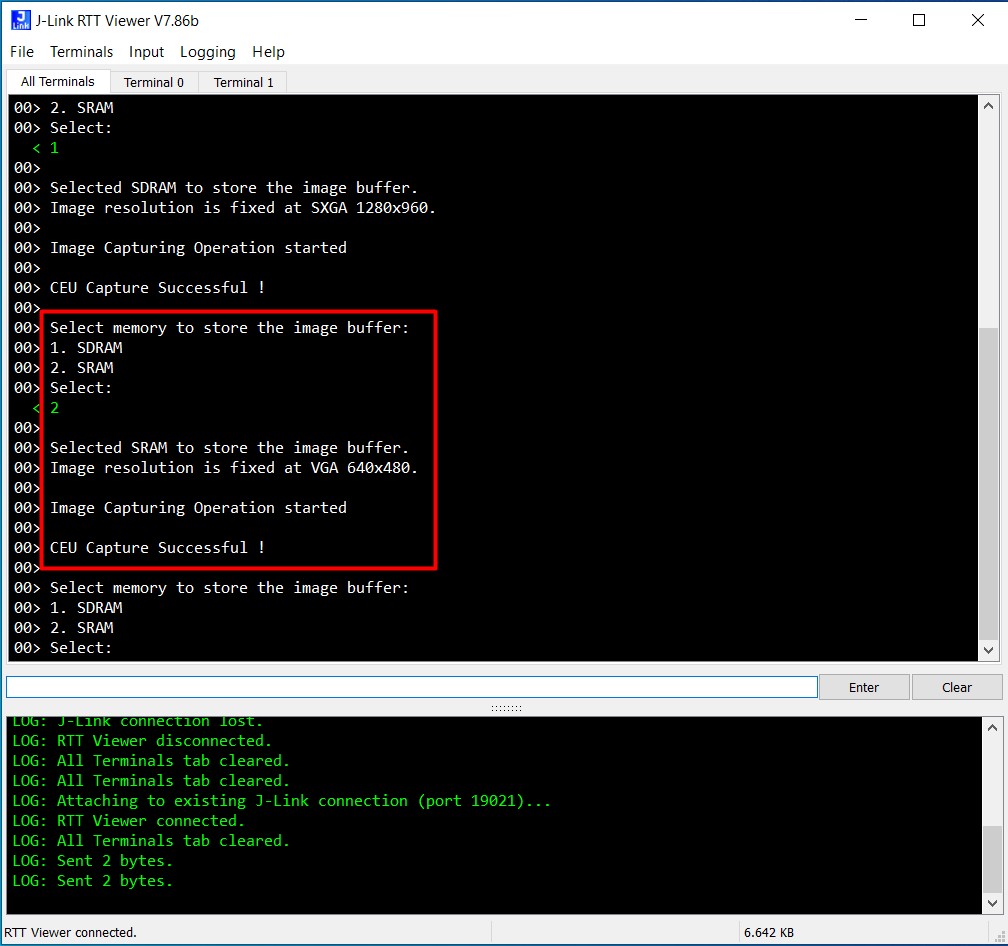 J-Link RTT Viewer V7.86b
File Terminals Input Logging Help
All Terminals Terminal 0 Terminal 1
00> 2. SRAM
00> Select:
< 1
00>
00> Selected SDRAM to store the image buffer.
00> Image resolution is fixed at SXGA 1280x960.
00>
00> Image Capturing Operation started
00>
00> CEU Capture Successful !
00>
00> Select memory to store the image buffer:
00> 1. SDRAM
00> 2. SRAM
00> Select:
< 2
00>
00> Selected SRAM to store the image buffer.
00> Image resolution is fixed at VGA 640x480.
00>
00> Image Capturing Operation started
00>
00> CEU Capture Successful !
00>
00> Select memory to store the image buffer:
00> 1. SDRAM
00> 2. SRAM
00> Select:
Enter Clear
LOG: J-Link connection lost.
LOG: RTT Viewer disconnected.
LOG: All Terminals tab cleared.
LOG: All Terminals tab cleared.
LOG: Attaching to existing J-Link connection (port 19021)...
LOG: RTT Viewer connected.
LOG: All Terminals tab cleared.
LOG: Sent 2 bytes.
LOG: Sent 2 bytes.
RTT Viewer connected. 6.642 KB